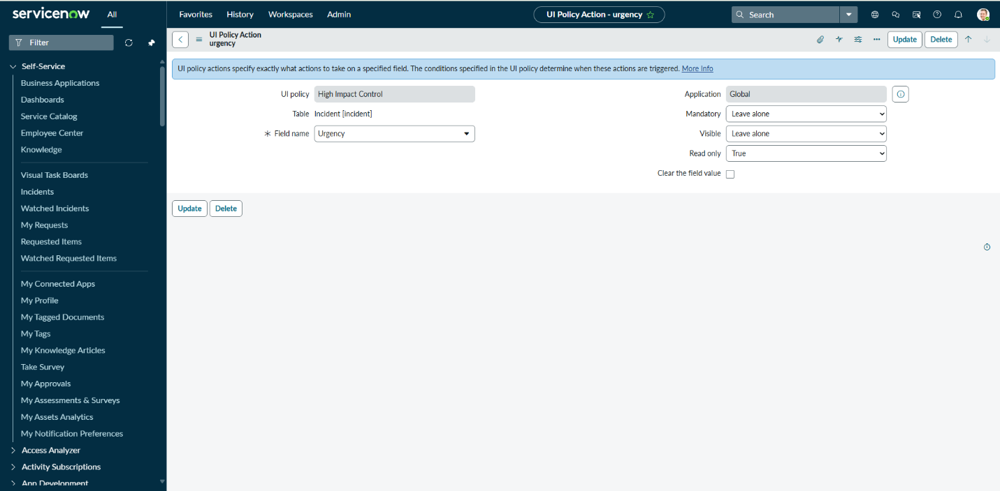 servicenow
All
Favorites
History
Workspaces
Admin
UI Policy Action - urgency
Search
Filter
UI Policy Action
urgency
Update
Delete
Self-Service
Business Applications
Dashboards
Service Catalog
Employee Center
Knowledge
Visual Task Boards
Incidents
Watched Incidents
My Requests
Requested Items
Watched Requested Items
My Connected Apps
My Profile
My Tagged Documents
My Tags
My Knowledge Articles
Take Survey
My Approvals
My Assessments & Surveys
My Assets Analytics
My Notification Preferences
Access Analyzer
Activity Subscriptions
App Development
UI policy actions specify exactly what actions to take on a specified field. The conditions specified in the UI policy determine when these actions are triggered. More Info
UI policy High Impact Control
Table Incident [incident]
* Field name Urgency
Application Global
Mandatory Leave alone
Visible Leave alone
Read only True
Clear the field value
Update
Delete